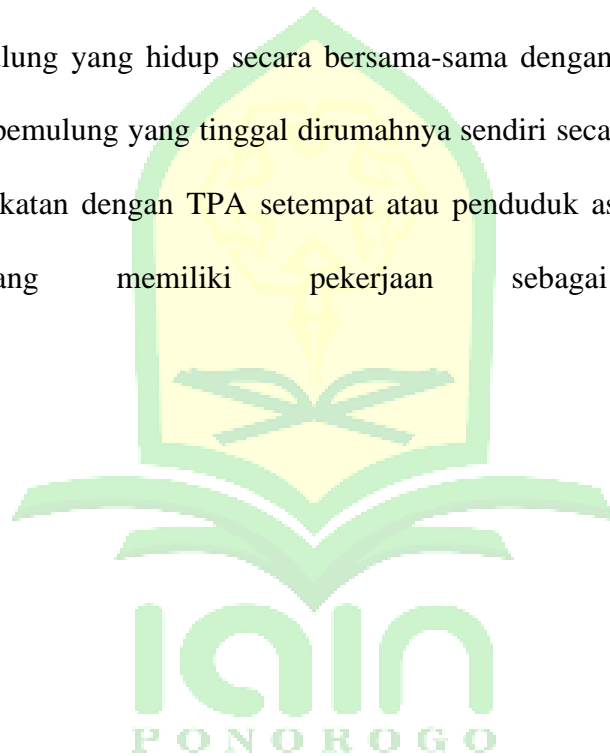 ulung yang hidup secara bersama-sama dengan
pemulung yang tinggal dirumahnya sendiri seca
katan dengan TPA setempat atau penduduk as
ang memiliki pekerjaan sebagai
iain
PONOROGO